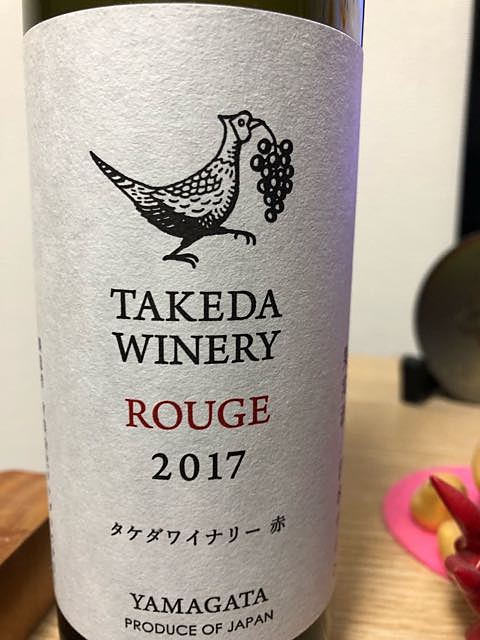 TAKEDA
WINERY
ROUGE
2017
タケダワイナリー 赤
YAMAGATA
PRODUCE OF JAPAN